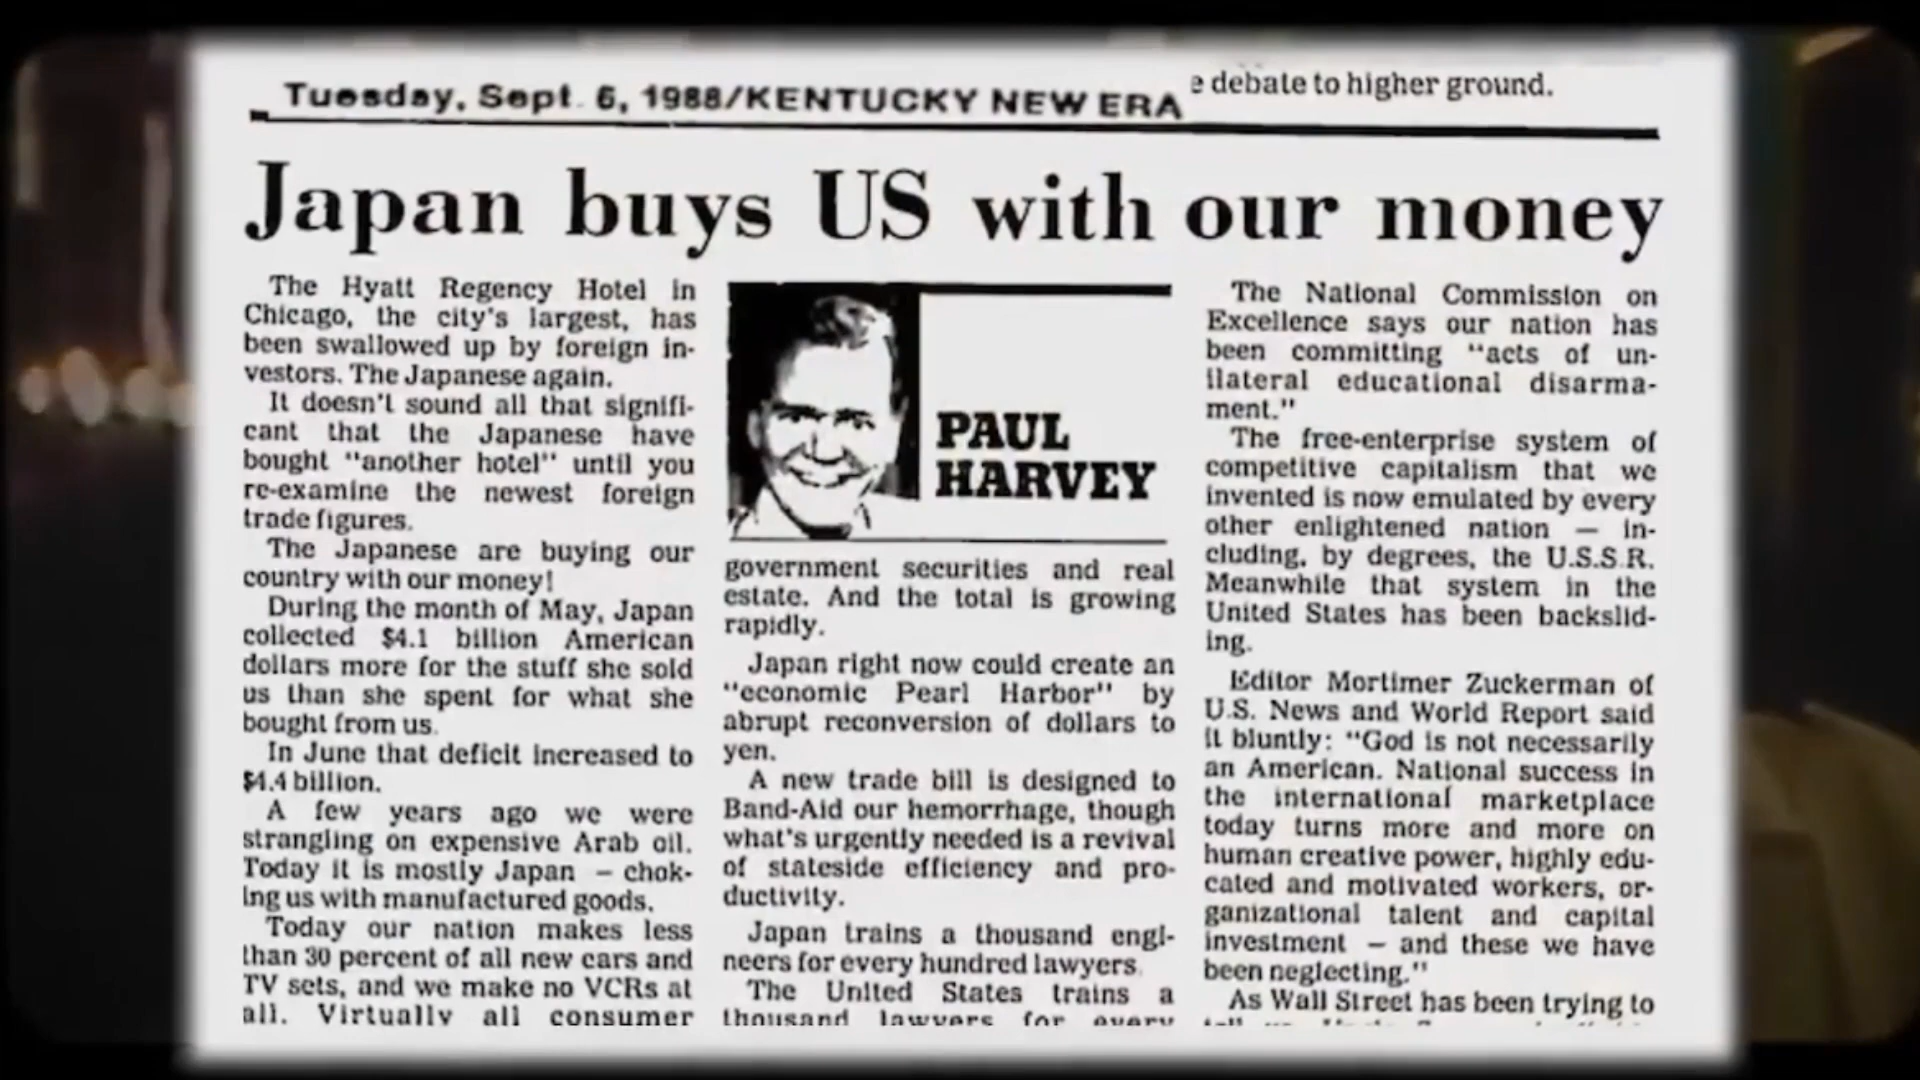 e debate to higher ground.
Tuesday, Sept. 6, 1988/KENTUCKY NEW ERA
Japan buys US with our money
The Hyatt Regency Hotel in
Chicago, the city's largest, has
been swallowed up by foreign in-
vestors. The Japanese again.
It doesn't sound all that signifi-
cant that the Japanese have
bought "another hotel" until you
re-examine the newest foreign
trade figures.
The Japanese are buying our
country with our money!
During the month of May, Japan
collected $4.1 billion American
dollars more for the stuff she sold
us than she spent for what she
bought from us.
In June that deficit increased to
$4.4 billion.
A few years ago we were
strangling on expensive Arab oil.
Today it is mostly Japan – chok-
ing us with manufactured goods.
Today our nation makes less
than 30 percent of all new cars and
TV sets, and we make no VCRs at
all. Virtually all consumer
PAUL
HARVEY
government securities and real
estate. And the total is growing
rapidly.
Japan right now could create an
"economic Pearl Harbor" by
abrupt reconversion of dollars to
yen.
A new trade bill is designed to
Band-Aid our hemorrhage, though
what's urgently needed is a revival
of stateside efficiency and pro-
ductivity.
Japan trains a thousand engi-
neers for every hundred lawyers.
The United States trains a
thousand lawyers for every
The National Commission on
Excellence says our nation has
been committing "acts of un-
ilateral educational disarma-
ment."
The free-enterprise system of
competitive capitalism that we
invented is now emulated by every
other enlightened nation – in-
cluding, by degrees, the U.S.S.R.
Meanwhile that system in the
United States has been backslid-
ing.
Editor Mortimer Zuckerman of
U.S. News and World Report said
it bluntly: "God is not necessarily
an American. National success in
the international marketplace
today turns more and more on
human creative power, highly edu-
cated and motivated workers, or-
ganizational talent and capital
investment – and these we have
been neglecting."
As Wall Street has been trying to